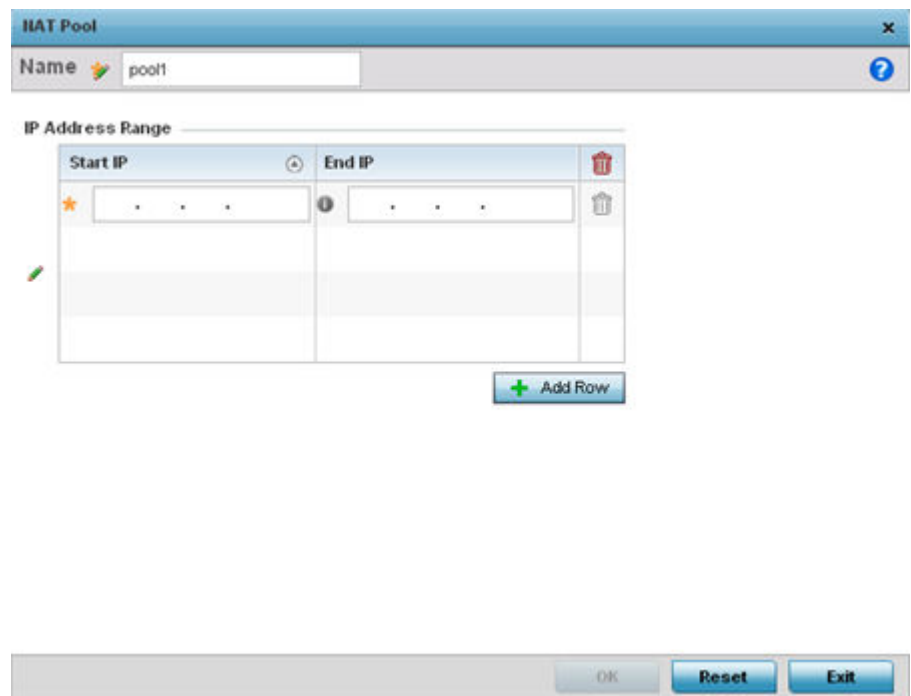 NAT Pool
Name pool1
IP Address Range
Start IP End IP
. . . . . .
Add Row
OK Reset Exit